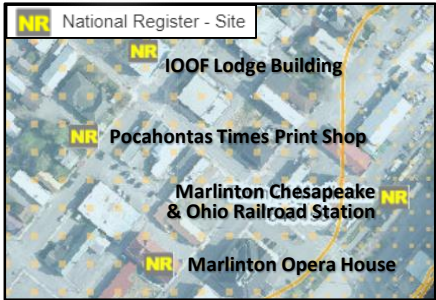 NR National Register - Site
NR
IOOF Lodge Building
NR Pocahontas Times Print Shop
Marlinton Chesapeake NR
& Ohio Railroad Station
NR Marlinton Opera House